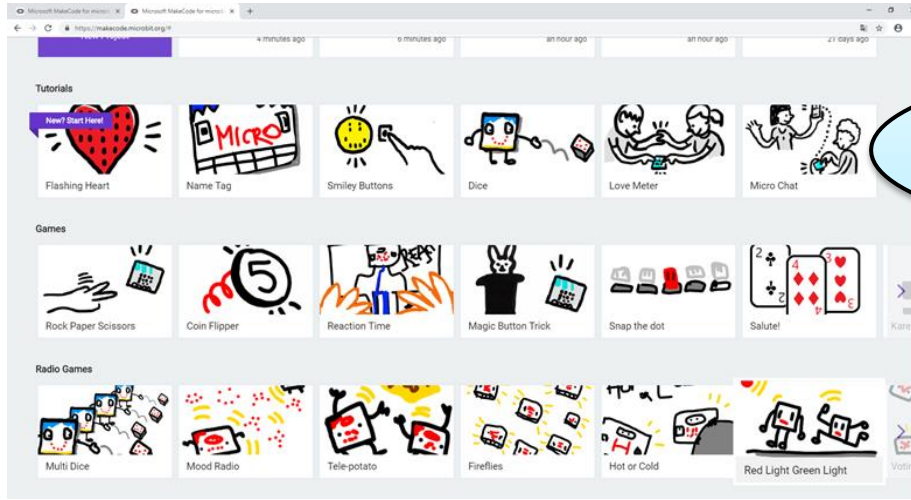 Microsoft MakeCode for micro:b
Microsoft MakeCode for micro:b
https://makecode.microbit.org/#
4 minutes ago
6 minutes ago
an hour ago
an hour ago
21 days ago
Tutorials
New? Start Here!
MICRO
Flashing Heart
Name Tag
Smiley Buttons
Dice
Love Meter
Micro Chat
Games
5
2
4
3
Rock Paper Scissors
Coin Flipper
Reaction Time
Magic Button Trick
Snap the dot
Salute!
Kare
Radio Games
Multi Dice
Mood Radio
Tele-potato
Fireflies
Hot or Cold
Red Light Green Light
Votin